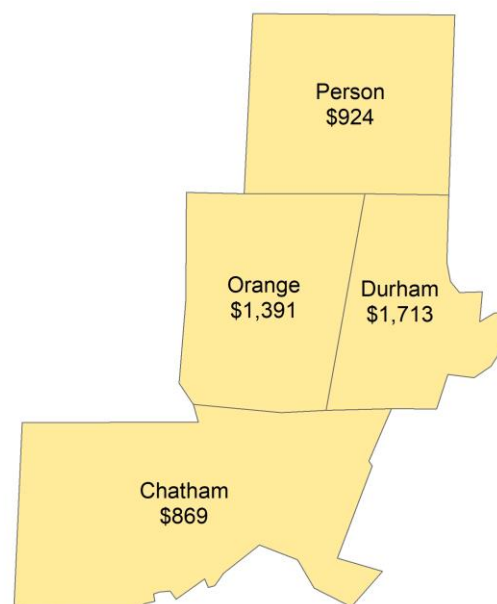 Person
$924
Orange
$1,391
Durham
$1,713
Chatham
$869